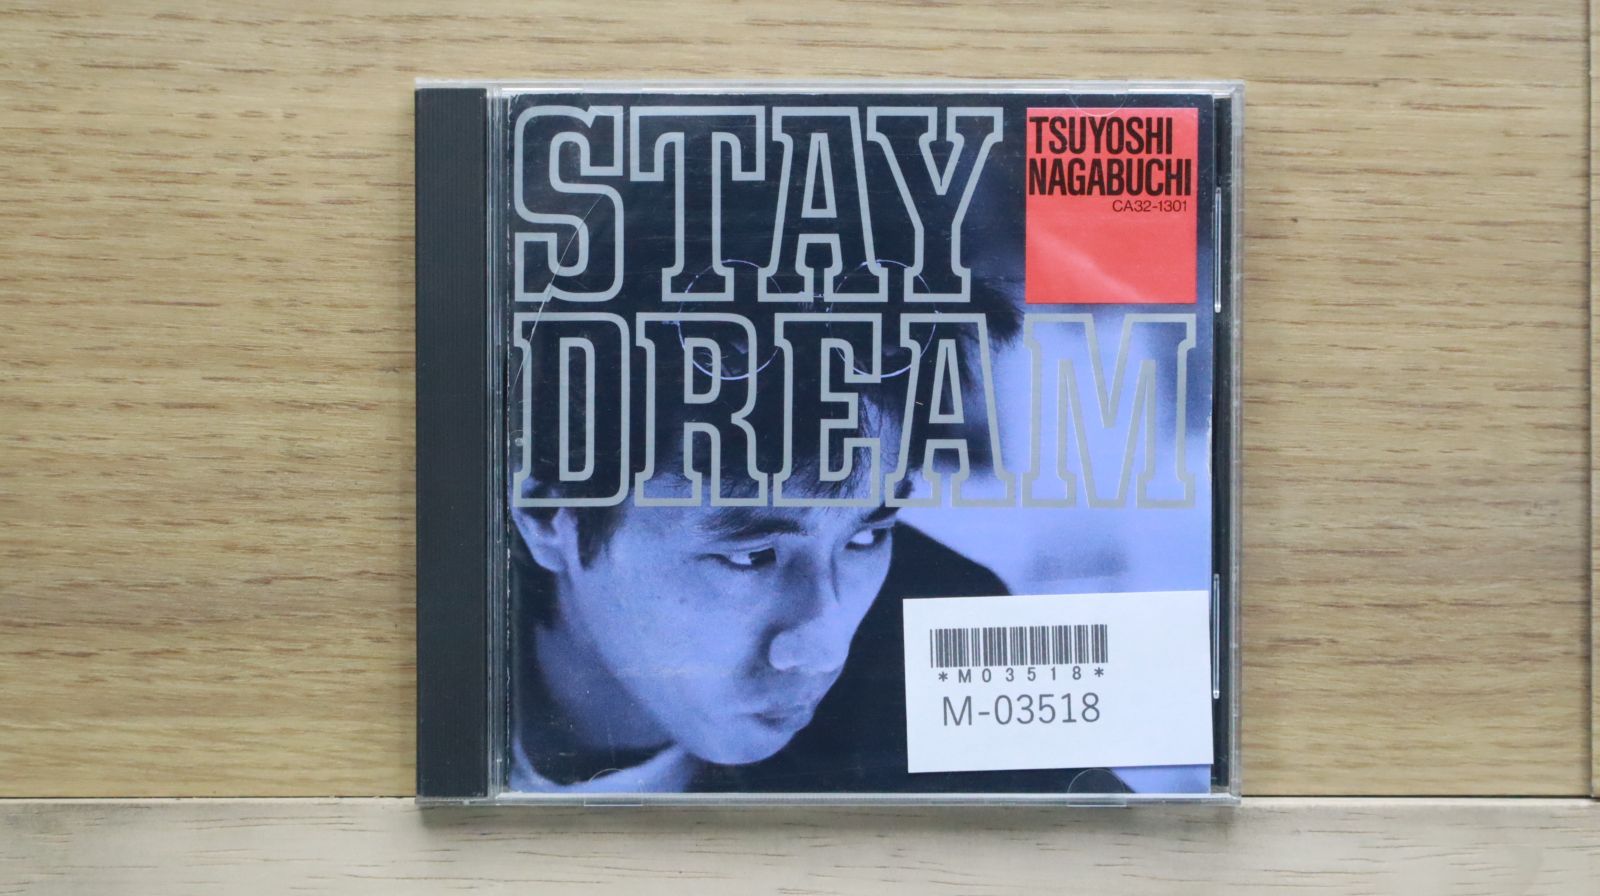 STAY
DREAM
TSUYOSHI
NAGABUCHI
CA32-1301
*M03518*
M-03518